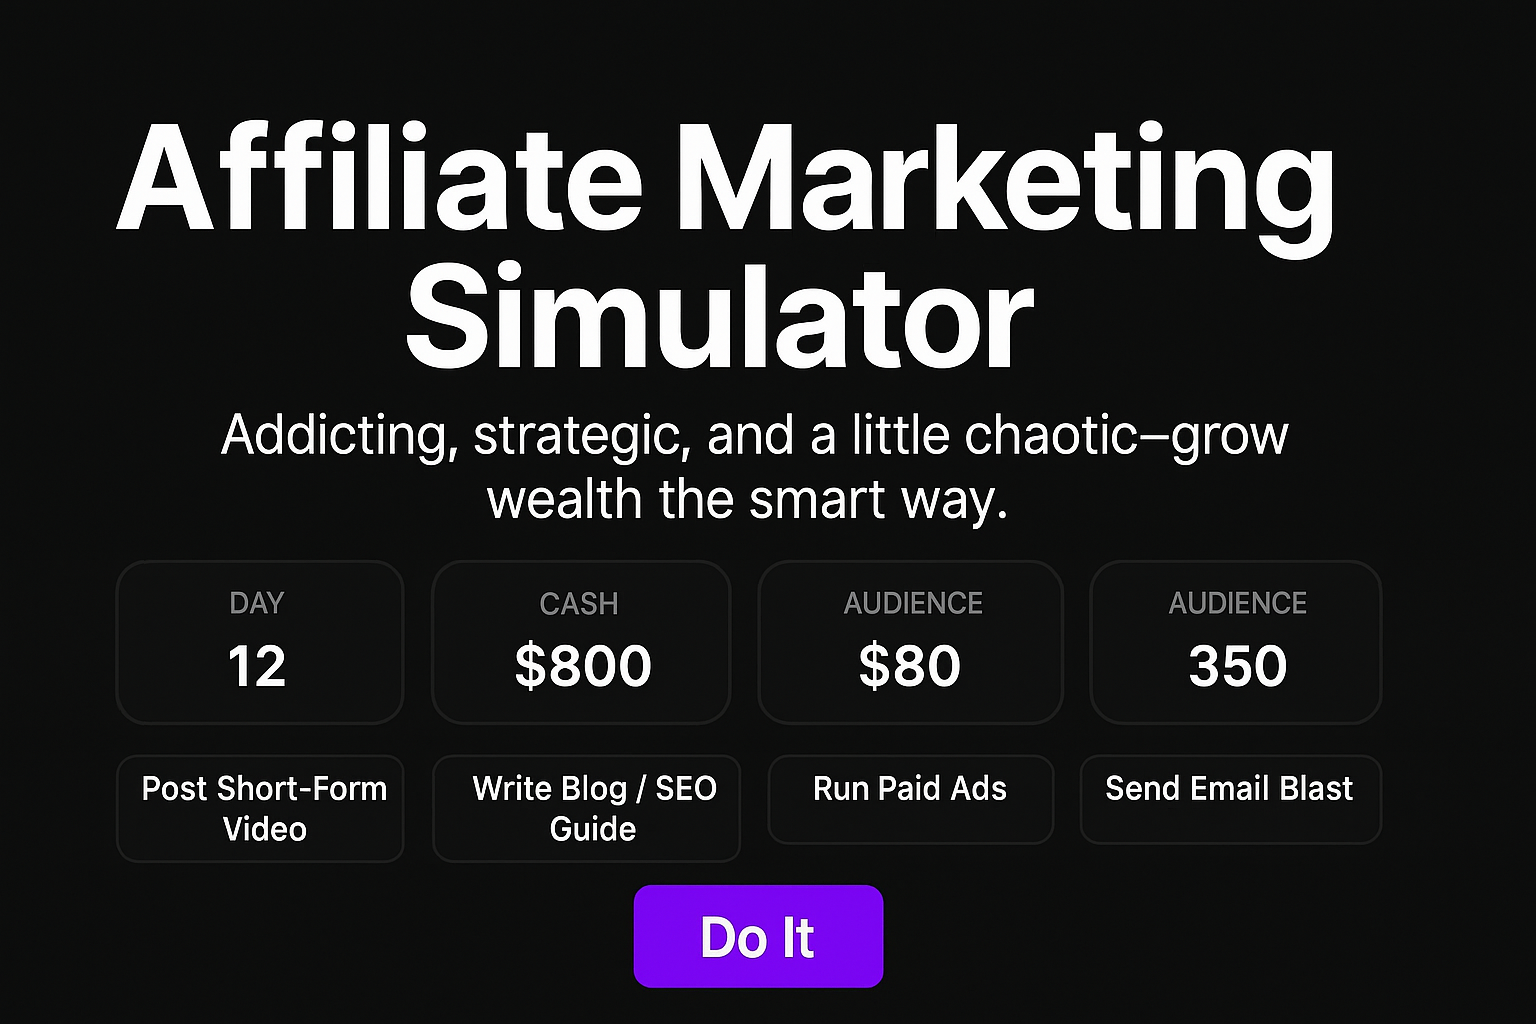 Affiliate Marketing
Simulator
Addicting, strategic, and a little chaotic—grow
wealth the smart way.
DAY
12
CASH
$800
AUDIENCE
$80
AUDIENCE
350
Post Short-Form
Video
Write Blog / SEO
Guide
Run Paid Ads
Send Email Blast
Do It